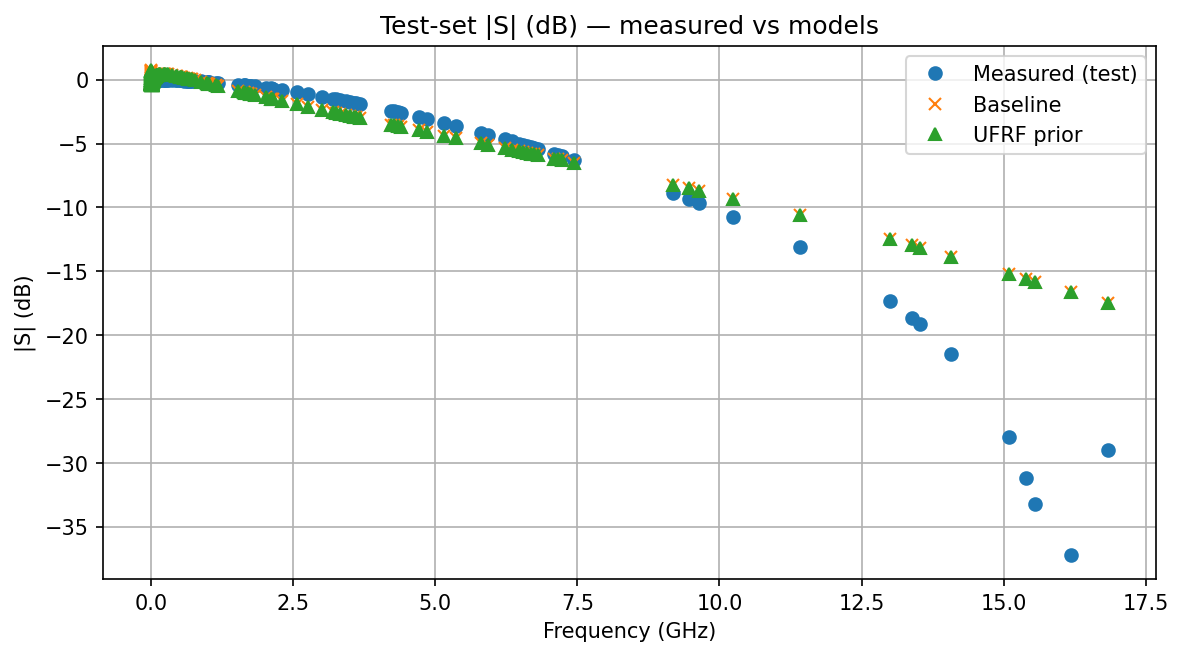 Test-set |S| (dB) — measured vs models
Measured (test)
Baseline
UFRF prior
|S| (dB)
0
−5
−10
−15
−20
−25
−30
−35
0.0 2.5 5.0 7.5 10.0 12.5 15.0 17.5
Frequency (GHz)